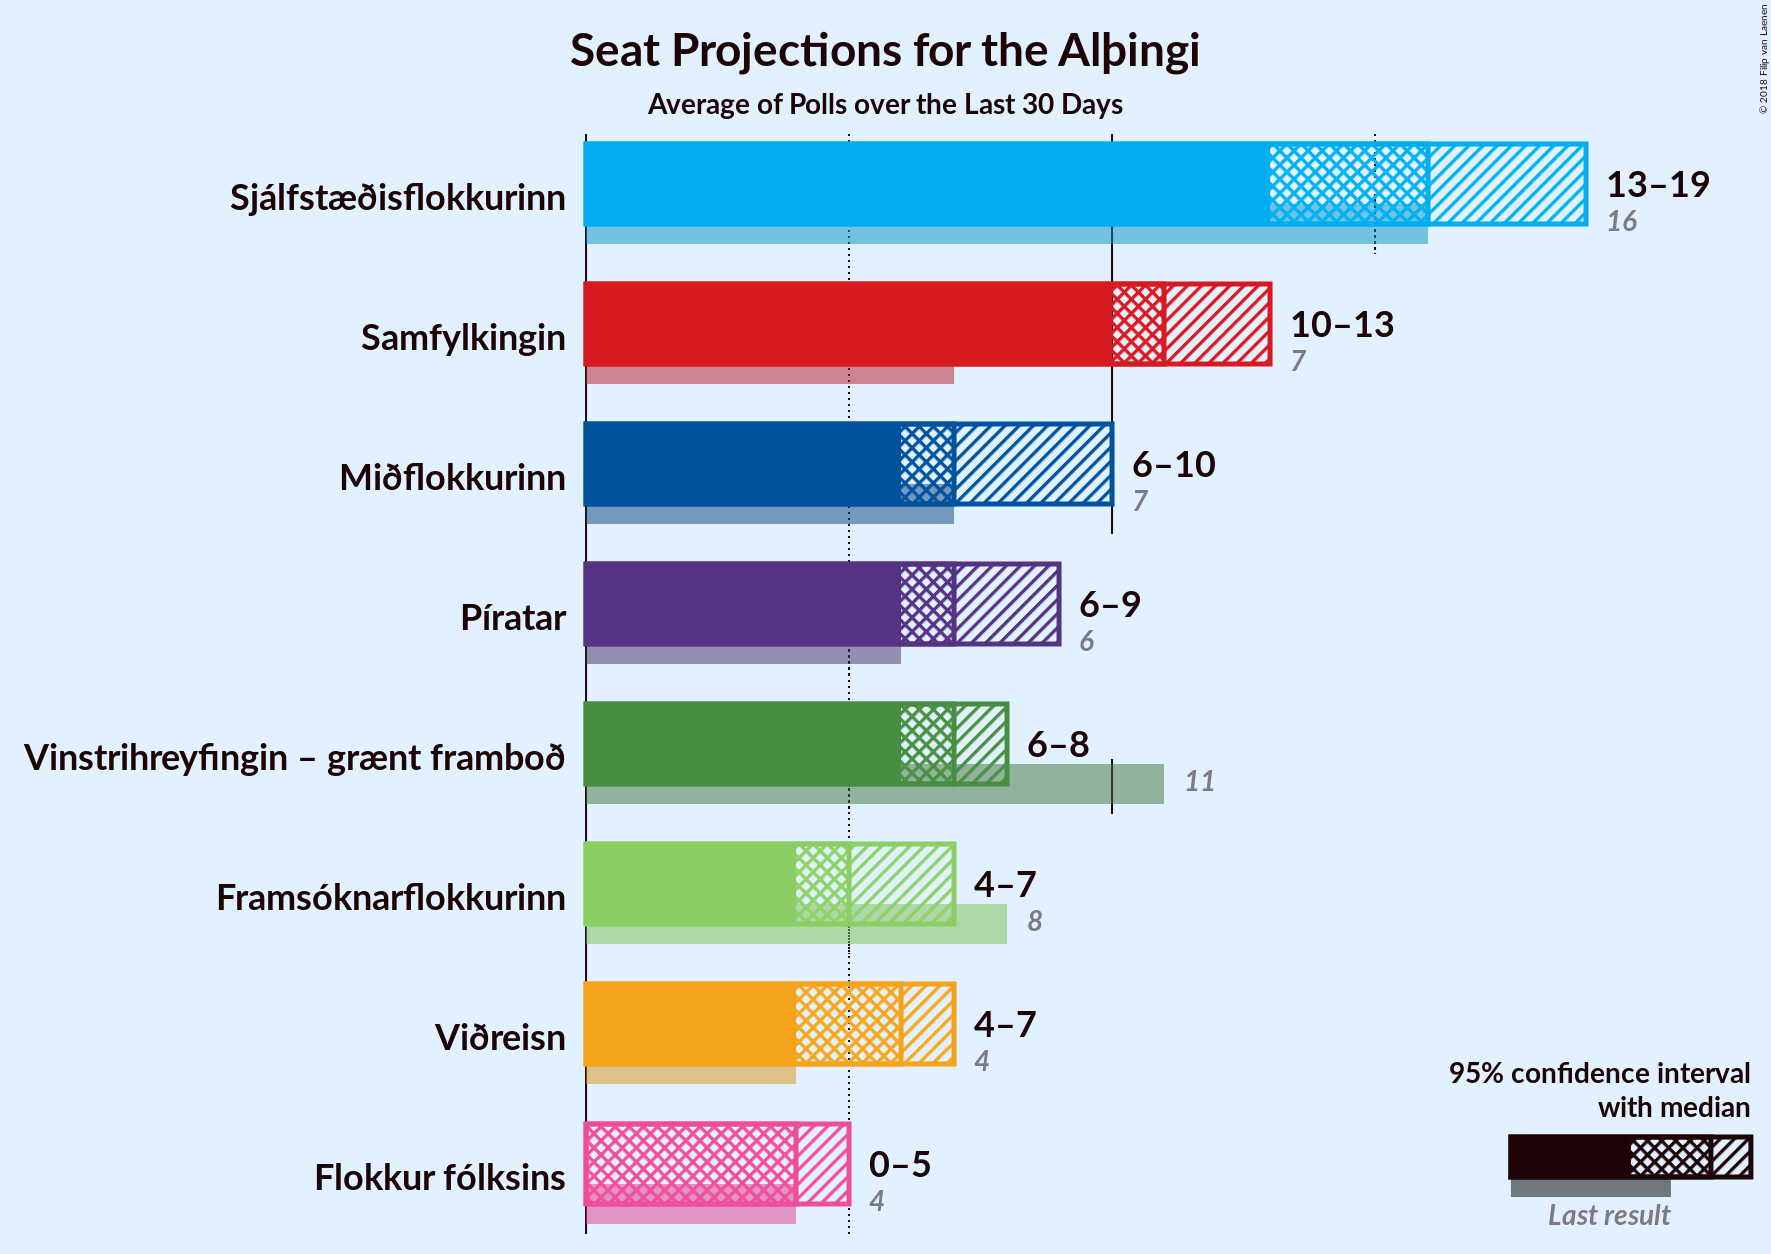 Seat Projections for the Alþingi
Average of Polls over the Last 30 Days
© 2018 Filip van Laenen
Sjálfstæðisflokkurinn
13–19
16
Samfylkingin
10–13
7
Miðflokkurinn
6–10
7
Píratar
6–9
6
Vinstrihreyfingin – grænt framboð
6–8
11
Framsóknarflokkurinn
4–7
8
Viðreisn
4–7
4
Flokkur fólksins
0–5
4
95% confidence interval
with median
Last result